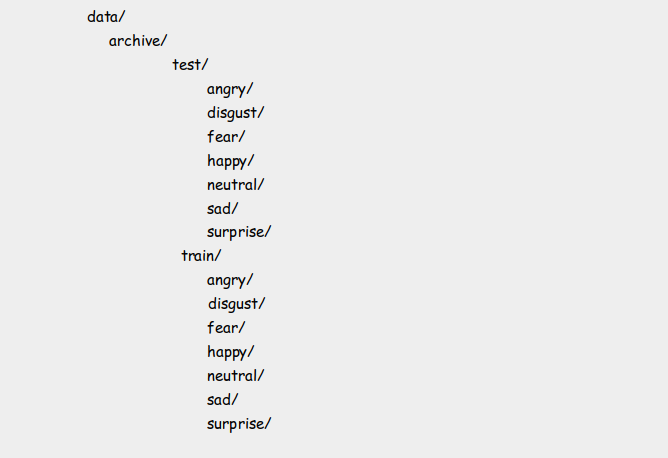 data/
archive/
test/
angry/
disgust/
fear/
happy/
neutral/
sad/
surprise/
train/
angry/
disgust/
fear/
happy/
neutral/
sad/
surprise/